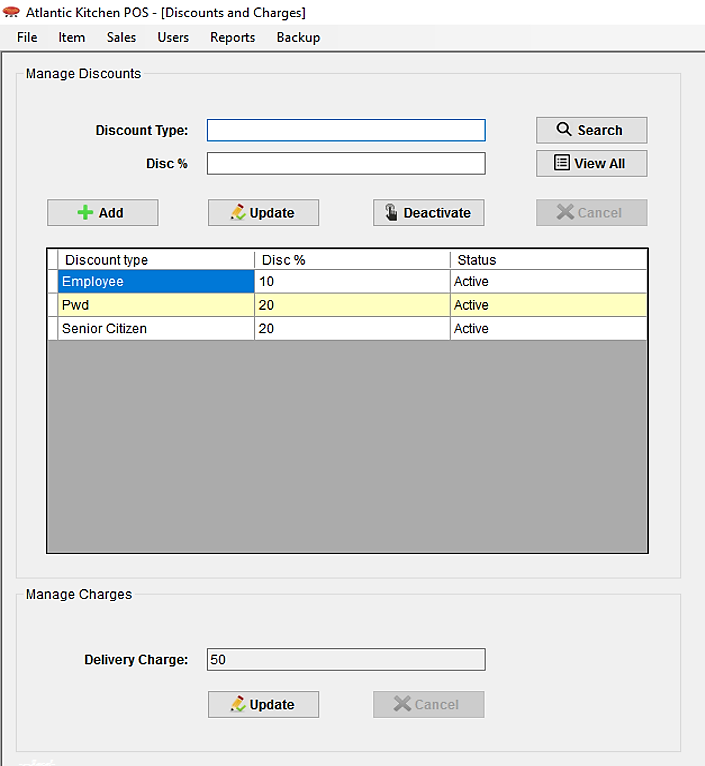 Atlantic Kitchen POS - [Discounts and Charges]
File Item Sales Users Reports Backup
Manage Discounts
Discount Type: Search
Disc % View All
Add Update Deactivate Cancel
Discount type Disc % Status
Employee 10 Active
Pwd 20 Active
Senior Citizen 20 Active
Manage Charges
Delivery Charge: 50
Update Cancel